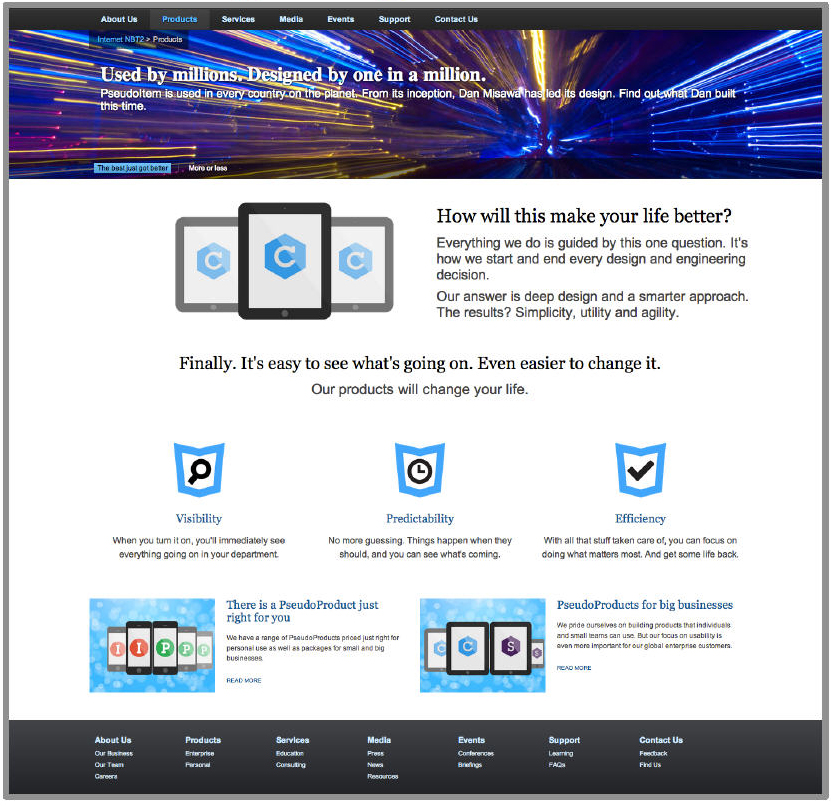 About Us Products Services Media Events Support Contact Us
Internet NBT2 > Products
Used by millions. Designed by one in a million.
PseudoItem is used in every country on the planet. From its inception, Dan Misawa has led its design. Find out what Dan built
this time.
The best just got better More or less
C C C
How will this make your life better?
Everything we do is guided by this one question. It's
how we start and end every design and engineering
decision.
Our answer is deep design and a smarter approach.
The results? Simplicity, utility and agility.
Finally. It's easy to see what's going on. Even easier to change it.
Our products will change your life.
Visibility
When you turn it on, you'll immediately see
everything going on in your department.
Predictability
No more guessing. Things happen when they
should, and you can see what's coming.
Efficiency
With all that stuff taken care of, you can focus on
doing what matters most. And get some life back.
I I P P P
There is a PseudoProduct just
right for you
We have a range of PseudoProducts priced just right for
personal use as well as packages for small and big
businesses.
READ MORE
C C S S
PseudoProducts for big businesses
We pride ourselves on building products that individuals
and small teams can use. But our focus on usability is
even more important for our global enterprise customers.
READ MORE
About Us Products Services Media Events Support Contact Us
Our Business Enterprise Education Press Conferences Learning Feedback
Our Team Personal Consulting News Briefings FAQs Find Us
Careers Resources